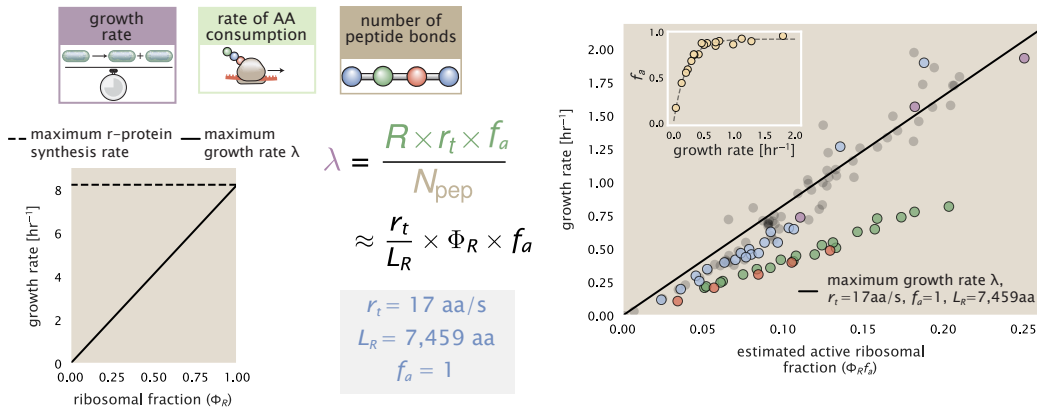 growth
rate
rate of AA
consumption
number of
peptide bonds
maximum r-protein
synthesis rate
maximum
growth rate λ
growth rate [hr⁻¹]
8
6
4
2
0
0.00 0.25 0.50 0.75 1.00
ribosomal fraction (Φ_R)
λ = R × r_t × f_a / N_pep
≈ r_t / L_R × Φ_R × f_a
r_t = 17 aa/s
L_R = 7,459 aa
f_a = 1
growth rate [hr⁻¹]
2.00
1.75
1.50
1.25
1.00
0.75
0.50
0.25
0.00
f_a
1.0
0.5
0.0
0.0 0.5 1.0 1.5 2.0
growth rate [hr⁻¹]
maximum growth rate λ,
r_t=17aa/s, f_a=1, L_R=7,459aa
0.00 0.05 0.10 0.15 0.20 0.25
estimated active ribosomal
fraction (Φ_R f_a)